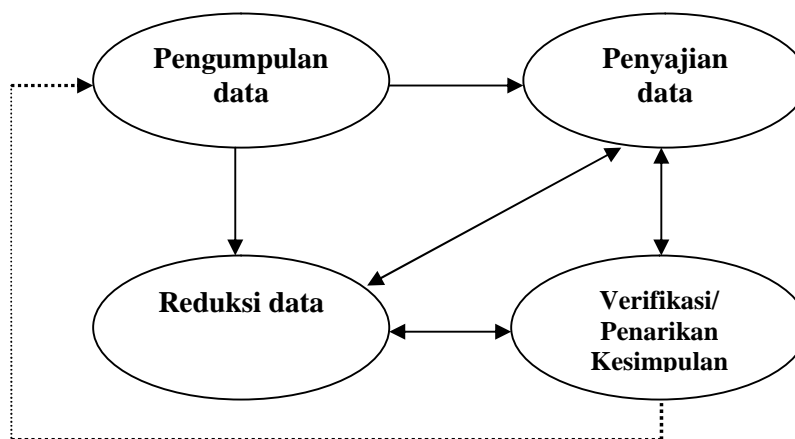 Pengumpulan
data
Penyajian
data
Reduksi data
Verifikasi/
Penarikan
Kesimpulan